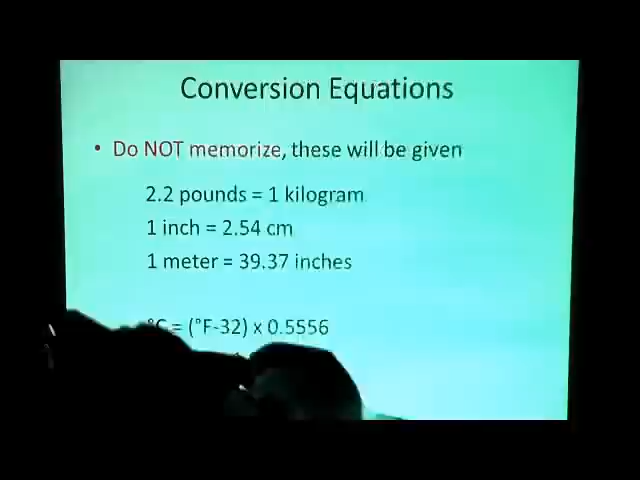 Conversion Equations
• Do NOT memorize, these will be given
2.2 pounds = 1 kilogram
1 inch = 2.54 cm
1 meter = 39.37 inches
°C = (°F-32) x 0.5556